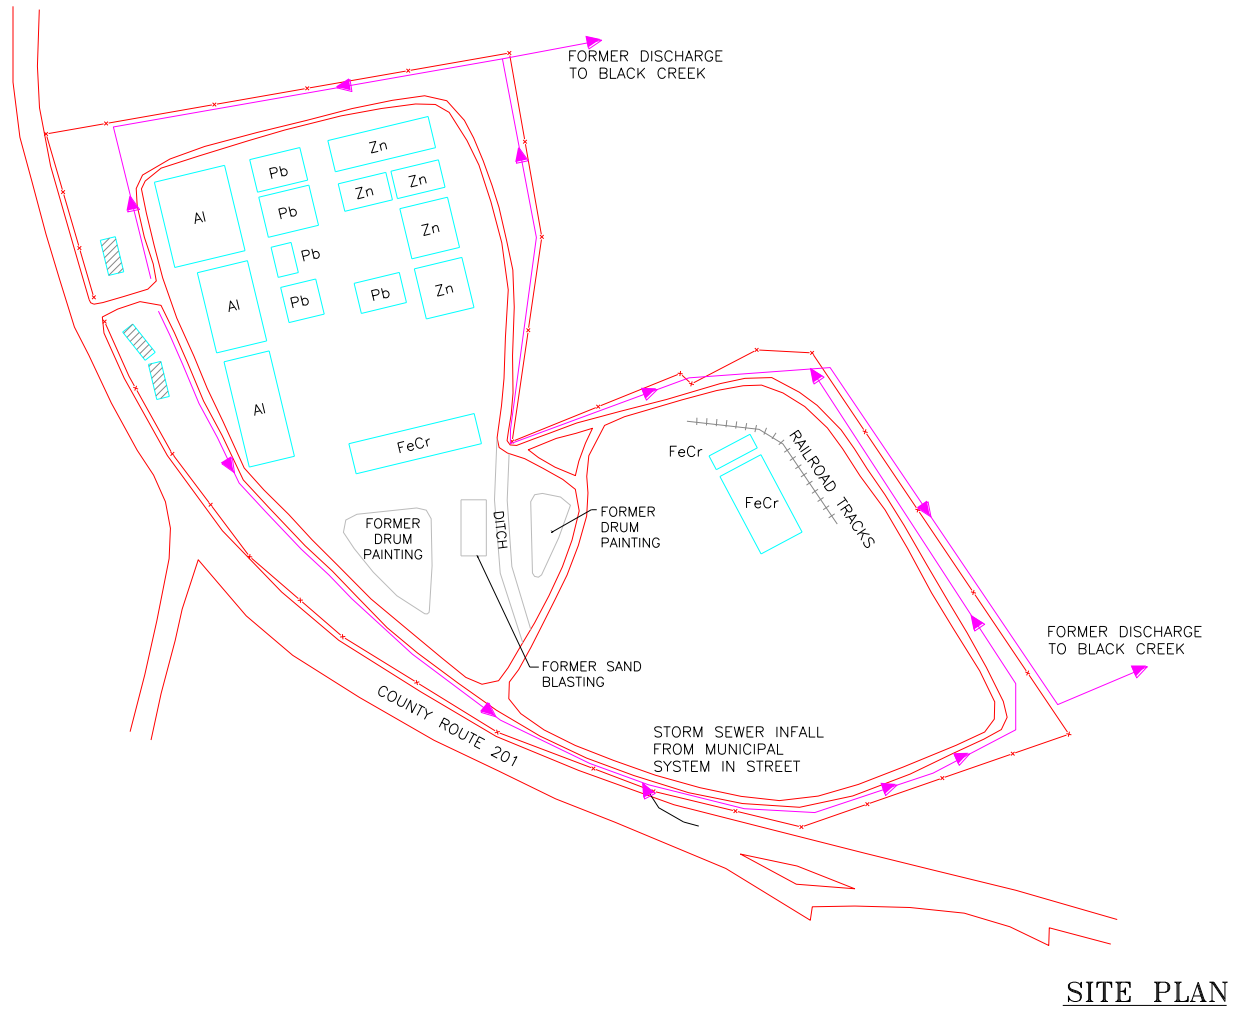 FORMER DISCHARGE
TO BLACK CREEK
Zn
Pb
Zn
Zn
Al
Pb
Zn
Pb
Al
Pb
Pb
Zn
Al
FeCr
FeCr
RAILROAD TRACKS
FeCr
FORMER
DRUM
PAINTING
DITCH
FORMER
DRUM
PAINTING
FORMER SAND
BLASTING
FORMER DISCHARGE
TO BLACK CREEK
COUNTY ROUTE 201
STORM SEWER INFALL
FROM MUNICIPAL
SYSTEM IN STREET
SITE PLAN